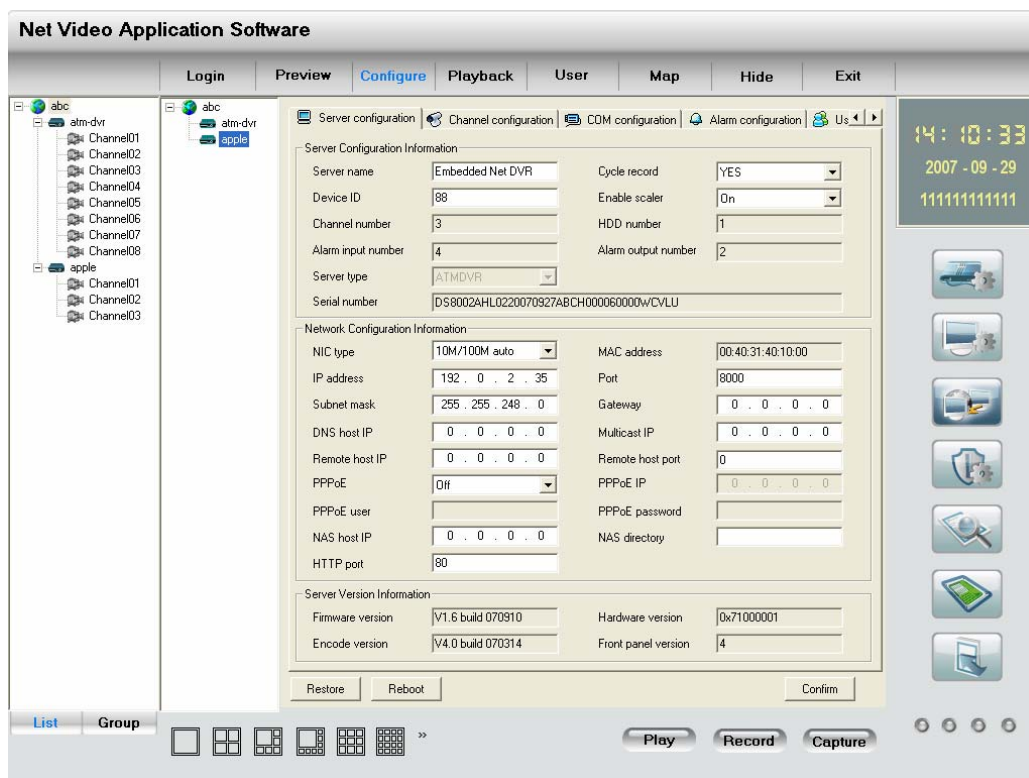 Net Video Application Software
Login Preview Configure Playback User Map Hide Exit
abc
atm-dvr
Channel01
Channel02
Channel03
Channel04
Channel05
Channel06
Channel07
Channel08
apple
Channel01
Channel02
Channel03
abc
atm-dvr
apple
Server configuration Channel configuration COM configuration Alarm configuration Us
Server Configuration Information
Server name Embedded Net DVR Cycle record YES
Device ID 88 Enable scaler On
Channel number 3 HDD number 1
Alarm input number 4 Alarm output number 2
Server type ATMDVR
Serial number DS8002AHL0220070927ABCH000060000WCVLU
Network Configuration Information
NIC type 10M/100M auto MAC address 00:40:31:40:10:00
IP address 192 . 0 . 2 . 35 Port 8000
Subnet mask 255 . 255 . 248 . 0 Gateway 0 . 0 . 0 . 0
DNS host IP 0 . 0 . 0 . 0 Multicast IP 0 . 0 . 0 . 0
Remote host IP 0 . 0 . 0 . 0 Remote host port 0
PPPoE Off PPPoE IP 0 . 0 . 0 . 0
PPPoE user PPPoE password
NAS host IP 0 . 0 . 0 . 0 NAS directory
HTTP port 80
Server Version Information
Firmware version V1.6 build 070910 Hardware version 0x71000001
Encode version V4.0 build 070314 Front panel version 4
Restore Reboot Confirm
14:10:33
2007 - 09 - 29
111111111111
List Group
»
Play Record Capture